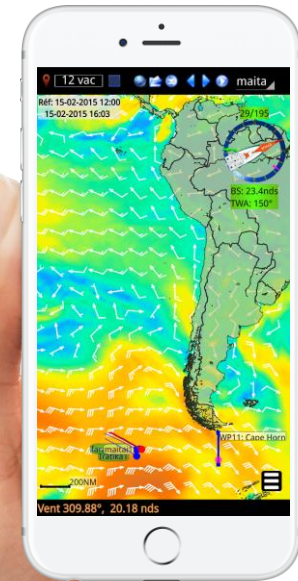 12 vac
maita
Réf: 15-02-2015 12:00
15-02-2015 16:03
29/195
BS: 23.4nds
TWA: 150°
WP11: Cape Horn
200NM
Vent 309.88°, 20.18 nds